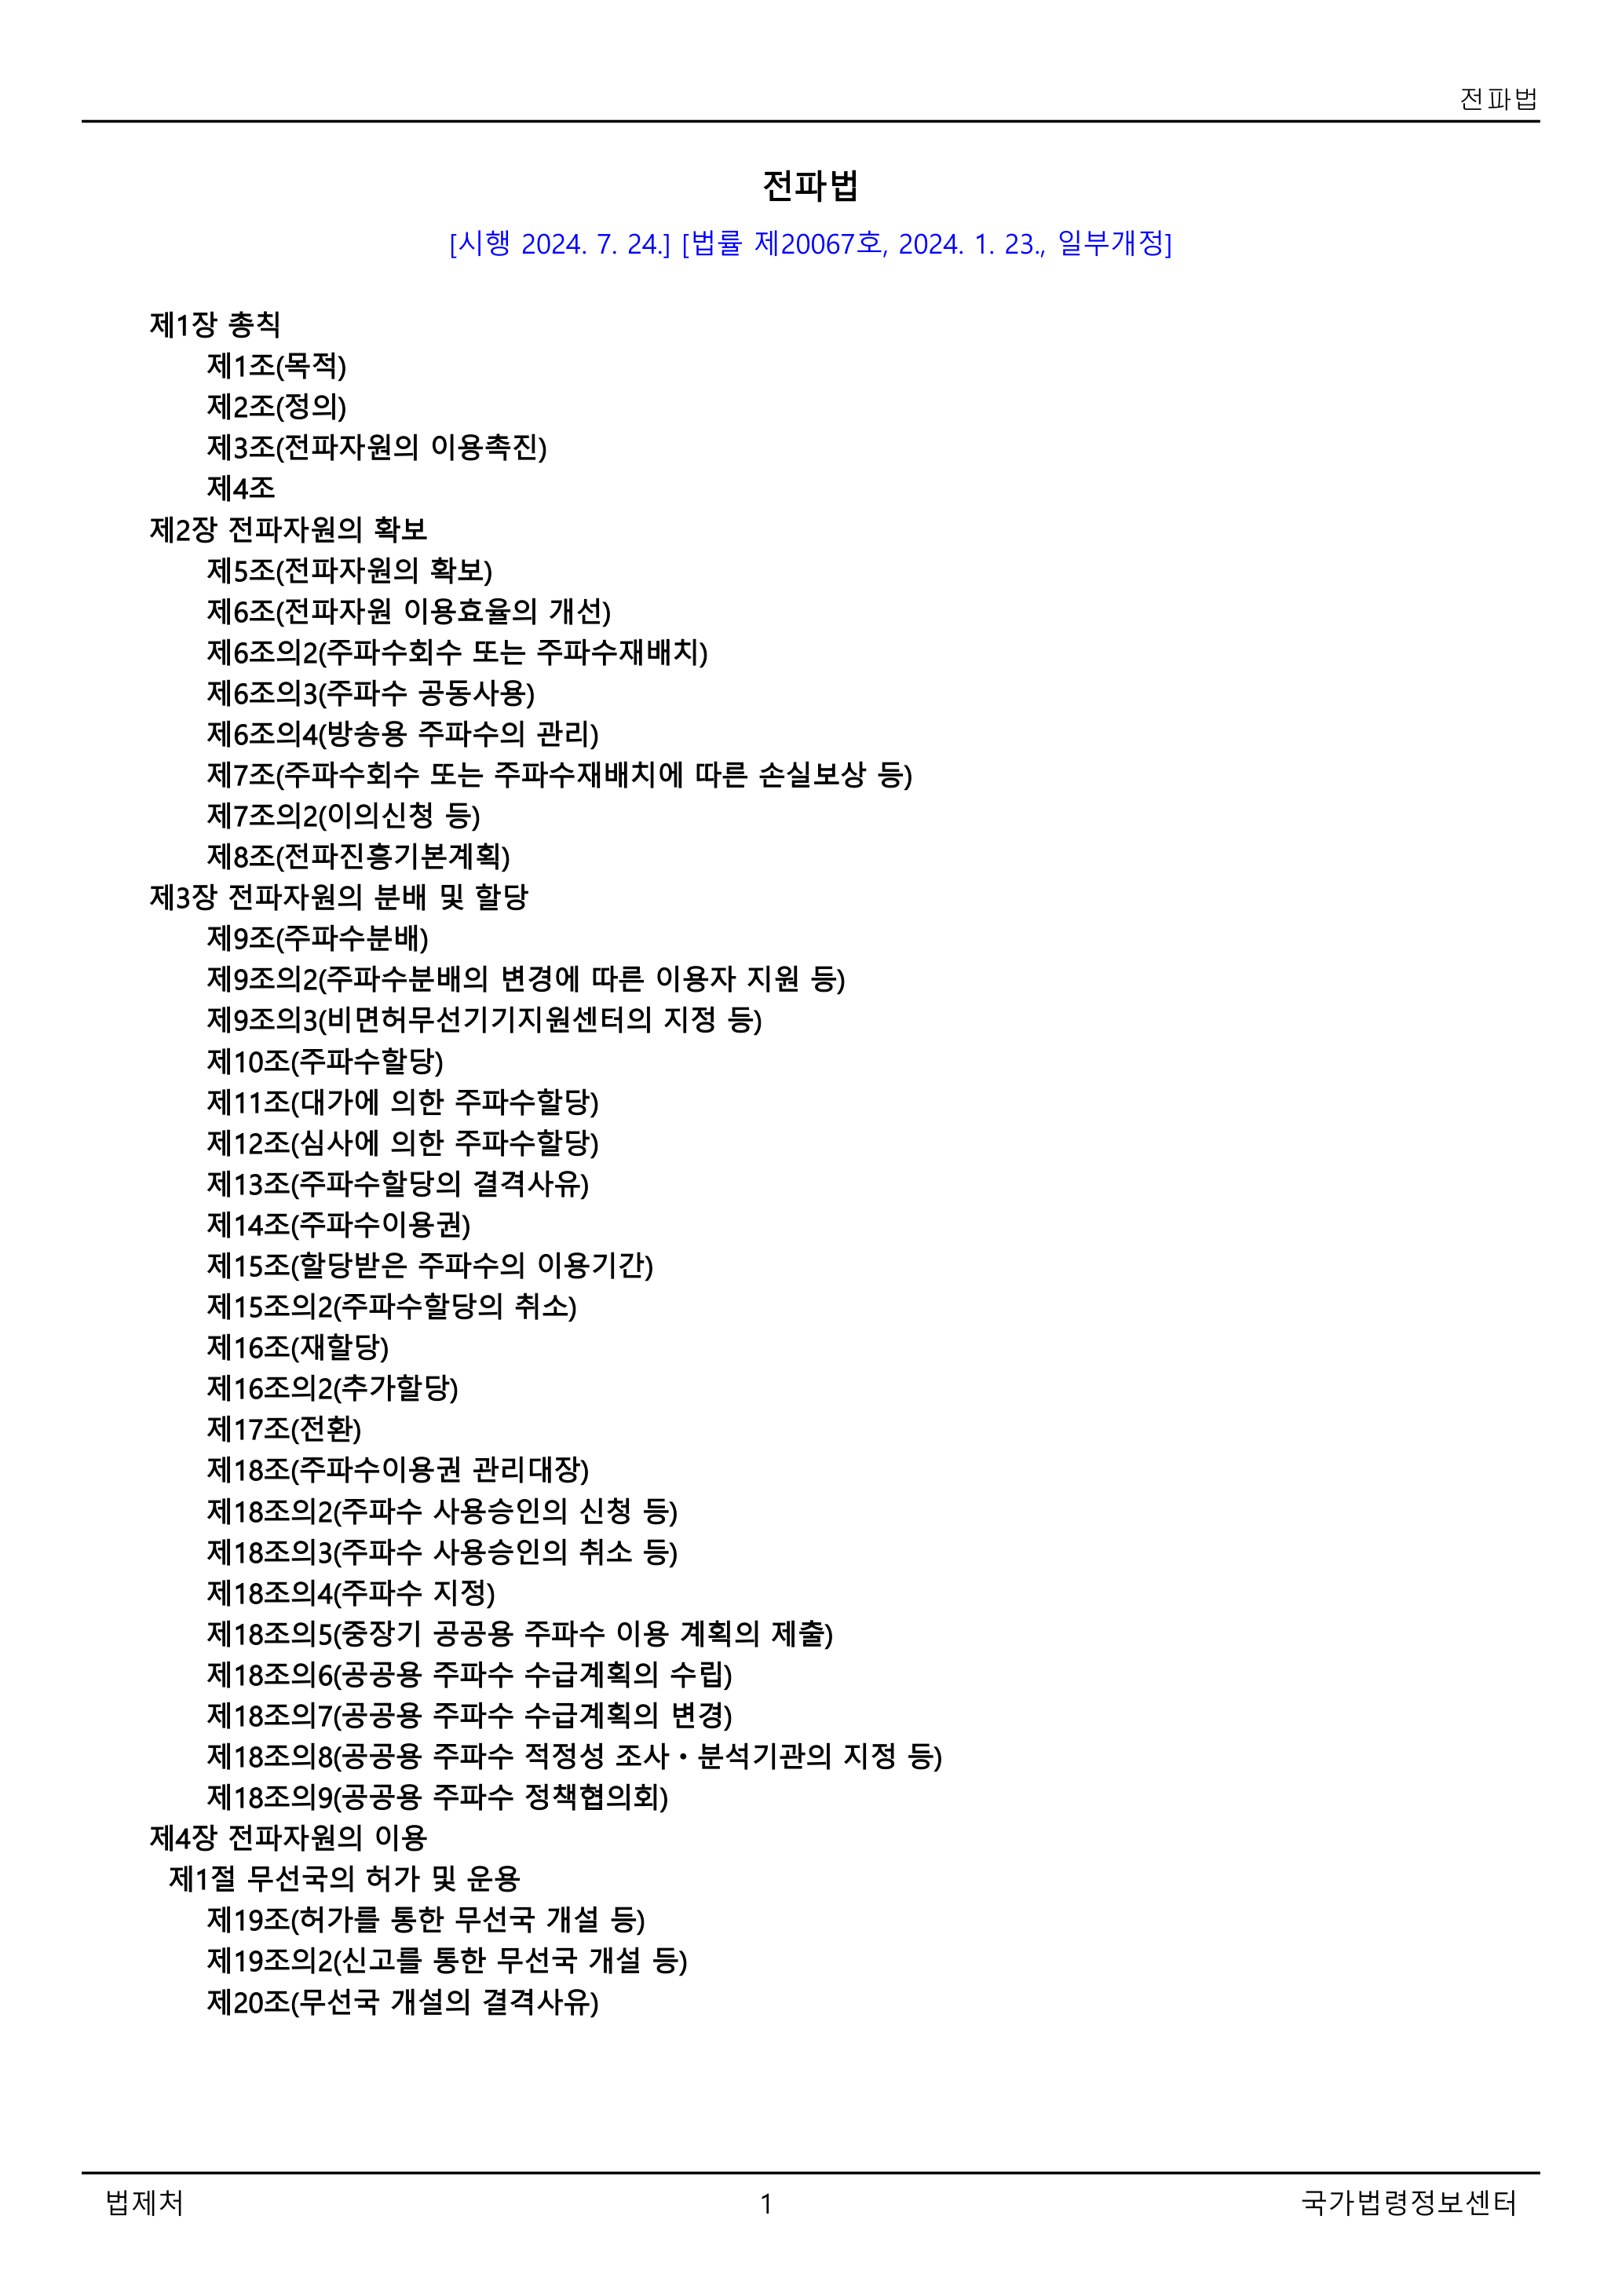 전파법
전파법
[시행 2024. 7. 24.] [법률 제20067호, 2024. 1. 23., 일부개정]
제1장 총칙
제1조(목적)
제2조(정의)
제3조(전파자원의 이용촉진)
제4조
제2장 전파자원의 확보
제5조(전파자원의 확보)
제6조(전파자원 이용효율의 개선)
제6조의2(주파수회수 또는 주파수재배치)
제6조의3(주파수 공동사용)
제6조의4(방송용 주파수의 관리)
제7조(주파수회수 또는 주파수재배치에 따른 손실보상 등)
제7조의2(이의신청 등)
제8조(전파진흥기본계획)
제3장 전파자원의 분배 및 할당
제9조(주파수분배)
제9조의2(주파수분배의 변경에 따른 이용자 지원 등)
제9조의3(비면허무선기기지원센터의 지정 등)
제10조(주파수할당)
제11조(대가에 의한 주파수할당)
제12조(심사에 의한 주파수할당)
제13조(주파수할당의 결격사유)
제14조(주파수이용권)
제15조(할당받은 주파수의 이용기간)
제15조의2(주파수할당의 취소)
제16조(재할당)
제16조의2(추가할당)
제17조(전환)
제18조(주파수이용권 관리대장)
제18조의2(주파수 사용승인의 신청 등)
제18조의3(주파수 사용승인의 취소 등)
제18조의4(주파수 지정)
제18조의5(중장기 공공용 주파수 이용 계획의 제출)
제18조의6(공공용 주파수 수급계획의 수립)
제18조의7(공공용 주파수 수급계획의 변경)
제18조의8(공공용 주파수 적정성 조사ㆍ분석기관의 지정 등)
제18조의9(공공용 주파수 정책협의회)
제4장 전파자원의 이용
제1절 무선국의 허가 및 운용
제19조(허가를 통한 무선국 개설 등)
제19조의2(신고를 통한 무선국 개설 등)
제20조(무선국 개설의 결격사유)
법제처 1 국가법령정보센터